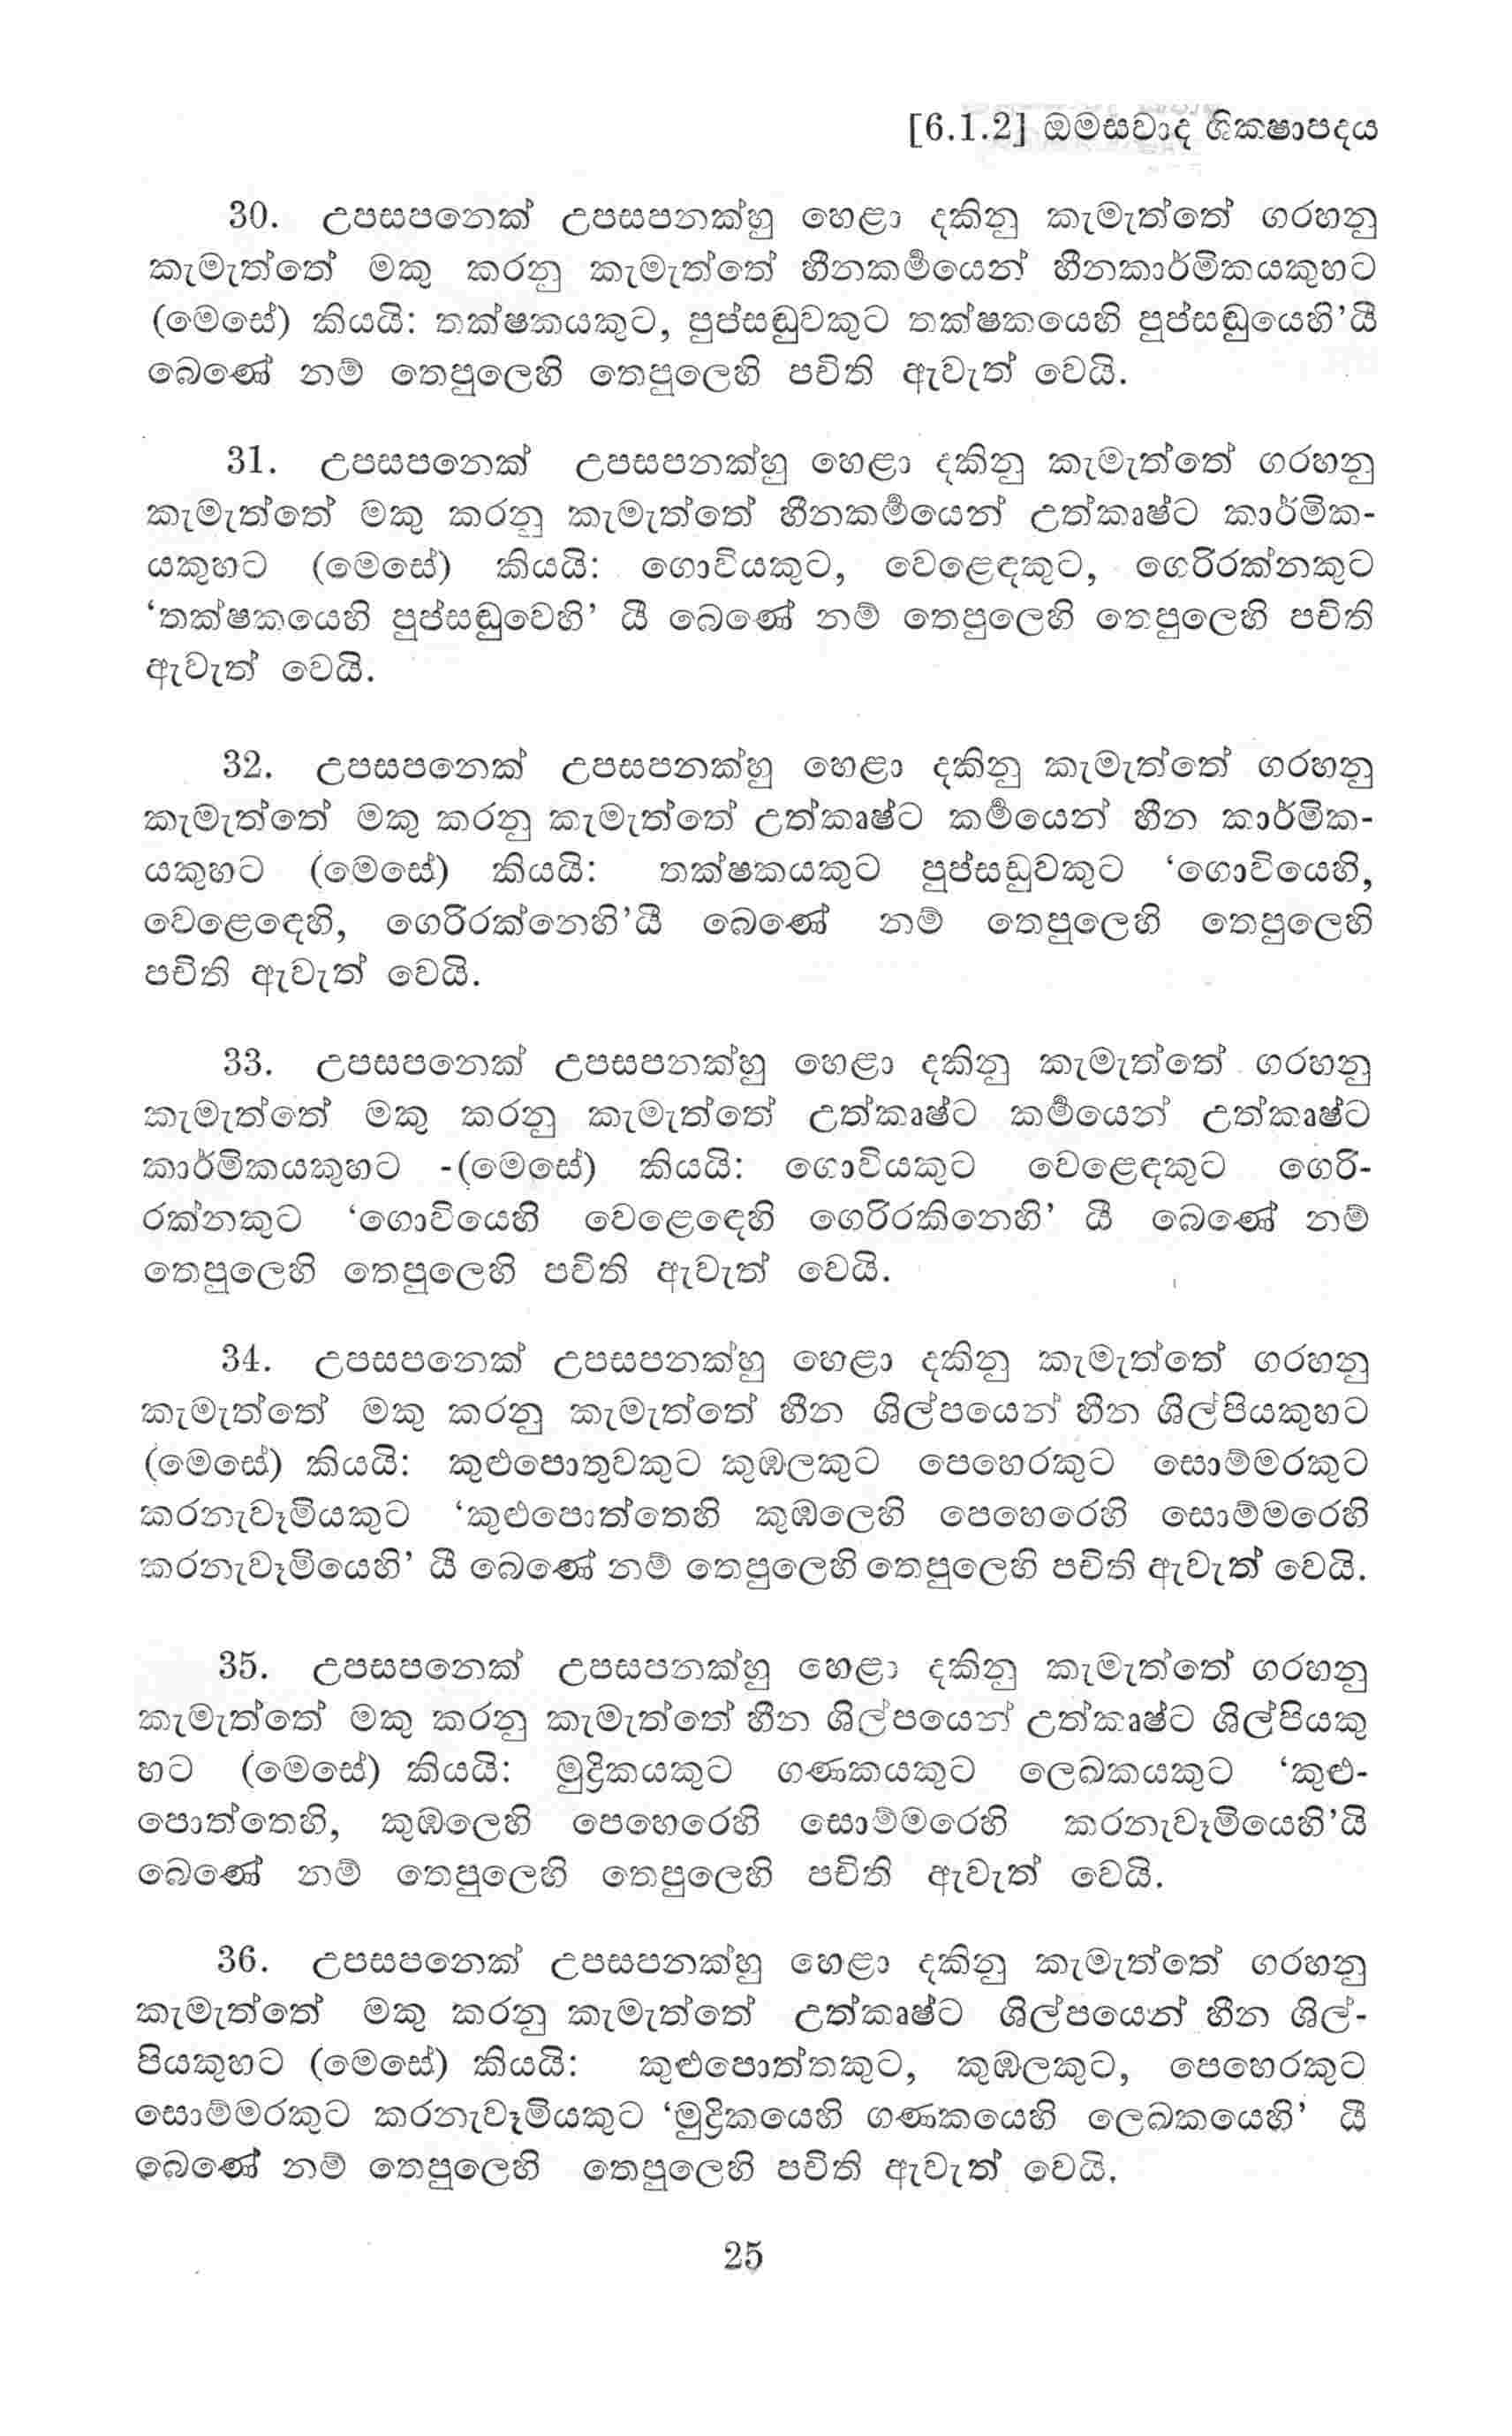 [6.1.2] ඔමසවාද ශික්‍ෂාපදය
30. උපසපනෙක් උපසපනක්හු හෙළා දකිනු කැමැත්තේ ගරහනු
කැමැත්තේ මකු කරනු කැමැත්තේ හීනකර්‍මයෙන් හීනකාර්මිකයකුහට
(මෙසේ) කියයි: තක්ෂකයකුට, පුප්සඬුවකුට තක්ෂකයෙහි පුප්සඬුයෙහි’යී
බෙණේ නම් තෙපුලෙහි තෙපුලෙහි පචිති ඇවැත් වෙයි.
31. උපසපනෙක් උපසපනක්හු හෙළා දකිනු කැමැත්තේ ගරහනු
කැමැත්තේ මකු කරනු කැමැත්තේ හීනකර්‍මයෙන් උත්කෘෂ්ට කාර්මික-
යකුහට (මෙසේ) කියයි: ගොවියකුට, වෙළෙඳකුට, ගෙරිරක්නකුට
‘තක්ෂකයෙහි පුප්සඬුවෙහි’ යී බෙණේ නම් තෙපුලෙහි තෙපුලෙහි පචිති
ඇවැත් වෙයි.
32. උපසපනෙක් උපසපනක්හු හෙළා දකිනු කැමැත්තේ ගරහනු
කැමැත්තේ මකු කරනු කැමැත්තේ උත්කෘෂ්ට කර්‍මයෙන් හීන කාර්මික-
යකුහට (මෙසේ) කියයි: තක්ෂකයකුට පුප්සඩුවකුට ‘ගොවියෙහි,
වෙළෙඳෙහි, ගෙරිරක්නෙහි’යී බෙණේ නම් තෙපුලෙහි තෙපුලෙහි
පචිති ඇවැත් වෙයි.
33. උපසපනෙක් උපසපනක්හු හෙළා දකිනු කැමැත්තේ ගරහනු
කැමැත්තේ මකු කරනු කැමැත්තේ උත්කෘෂ්ට කර්‍මයෙන් උත්කෘෂ්ට
කාර්මිකයකුහට -(මෙසේ) කියයි: ගොවියකුට වෙළෙඳකුට ගෙරි-
රක්නකුට ‘ගොවියෙහි වෙළෙඳෙහි ගෙරිරකිනෙහි’ යී බෙණේ නම්
තෙපුලෙහි තෙපුලෙහි පචිති ඇවැත් වෙයි.
34. උපසපනෙක් උපසපනක්හු හෙළා දකිනු කැමැත්තේ ගරහනු
කැමැත්තේ මකු කරනු කැමැත්තේ හීන ශිල්පයෙන් හීන ශිල්පියකුහට
(මෙසේ) කියයි: කුළුපොතුවකුට කුඹලකුට පෙහෙරකුට සොම්මරකුට
කරනැවෑමියකුට ‘කුළුපොත්තෙහි කුඹලෙහි පෙහෙරෙහි සොම්මරෙහි
කරනැවෑමියෙහි’ යී බෙණේ නම් තෙපුලෙහි තෙපුලෙහි පචිති ඇවැත් වෙයි.
35. උපසපනෙක් උපසපනක්හු හෙළා දකිනු කැමැත්තේ ගරහනු
කැමැත්තේ මකු කරනු කැමැත්තේ හීන ශිල්පයෙන් උත්කෘෂ්ට ශිල්පියකු
හට (මෙසේ) කියයි: මුද්‍රිකයකුට ගණකයකුට ලෙඛකයකුට ‘කුළු-
පොත්තෙහි, කුඹලෙහි පෙහෙරෙහි සොම්මරෙහි කරනැවෑමියෙහි’යි
බෙණේ නම් තෙපුලෙහි තෙපුලෙහි පචිති ඇවැත් වෙයි.
36. උපසපනෙක් උපසපනක්හු හෙළා දකිනු කැමැත්තේ ගරහනු
කැමැත්තේ මකු කරනු කැමැත්තේ උත්කෘෂ්ට ශිල්පයෙන් හීන ශිල්-
පියකුහට (මෙසේ) කියයි: කුළුපොත්තකුට, කුඹලකුට, පෙහෙරකුට
සොම්මරකුට කරනැවෑමියකුට ‘මුද්‍රිකයෙහි ගණකයෙහි ලෙඛකයෙහි’ යී
බෙණේ නම් තෙපුලෙහි තෙපුලෙහි පචිති ඇවැත් වෙයි.
25